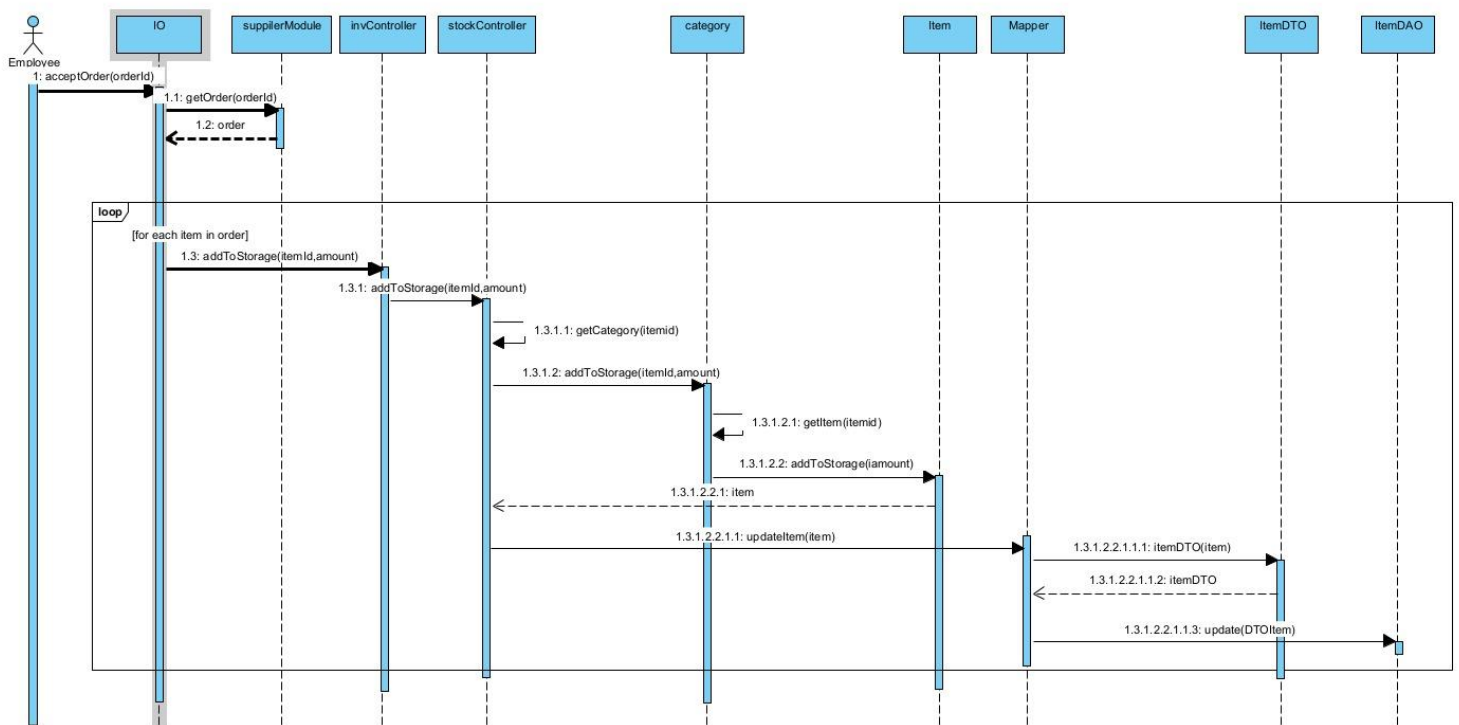 Employee
IO
suppilerModule
invController
stockController
category
Item
Mapper
ItemDTO
ItemDAO
1: acceptOrder(orderId)
1.1: getOrder(orderId)
1.2: order
loop
[for each item in order]
1.3: addToStorage(itemId,amount)
1.3.1: addToStorage(itemId,amount)
1.3.1.1: getCategory(itemid)
1.3.1.2: addToStorage(itemId,amount)
1.3.1.2.1: getItem(itemid)
1.3.1.2.2: addToStorage(iamount)
1.3.1.2.2.1: item
1.3.1.2.2.1.1: updateItem(item)
1.3.1.2.2.1.1.1: itemDTO(item)
1.3.1.2.2.1.1.2: itemDTO
1.3.1.2.2.1.1.3: update(DTOItem)